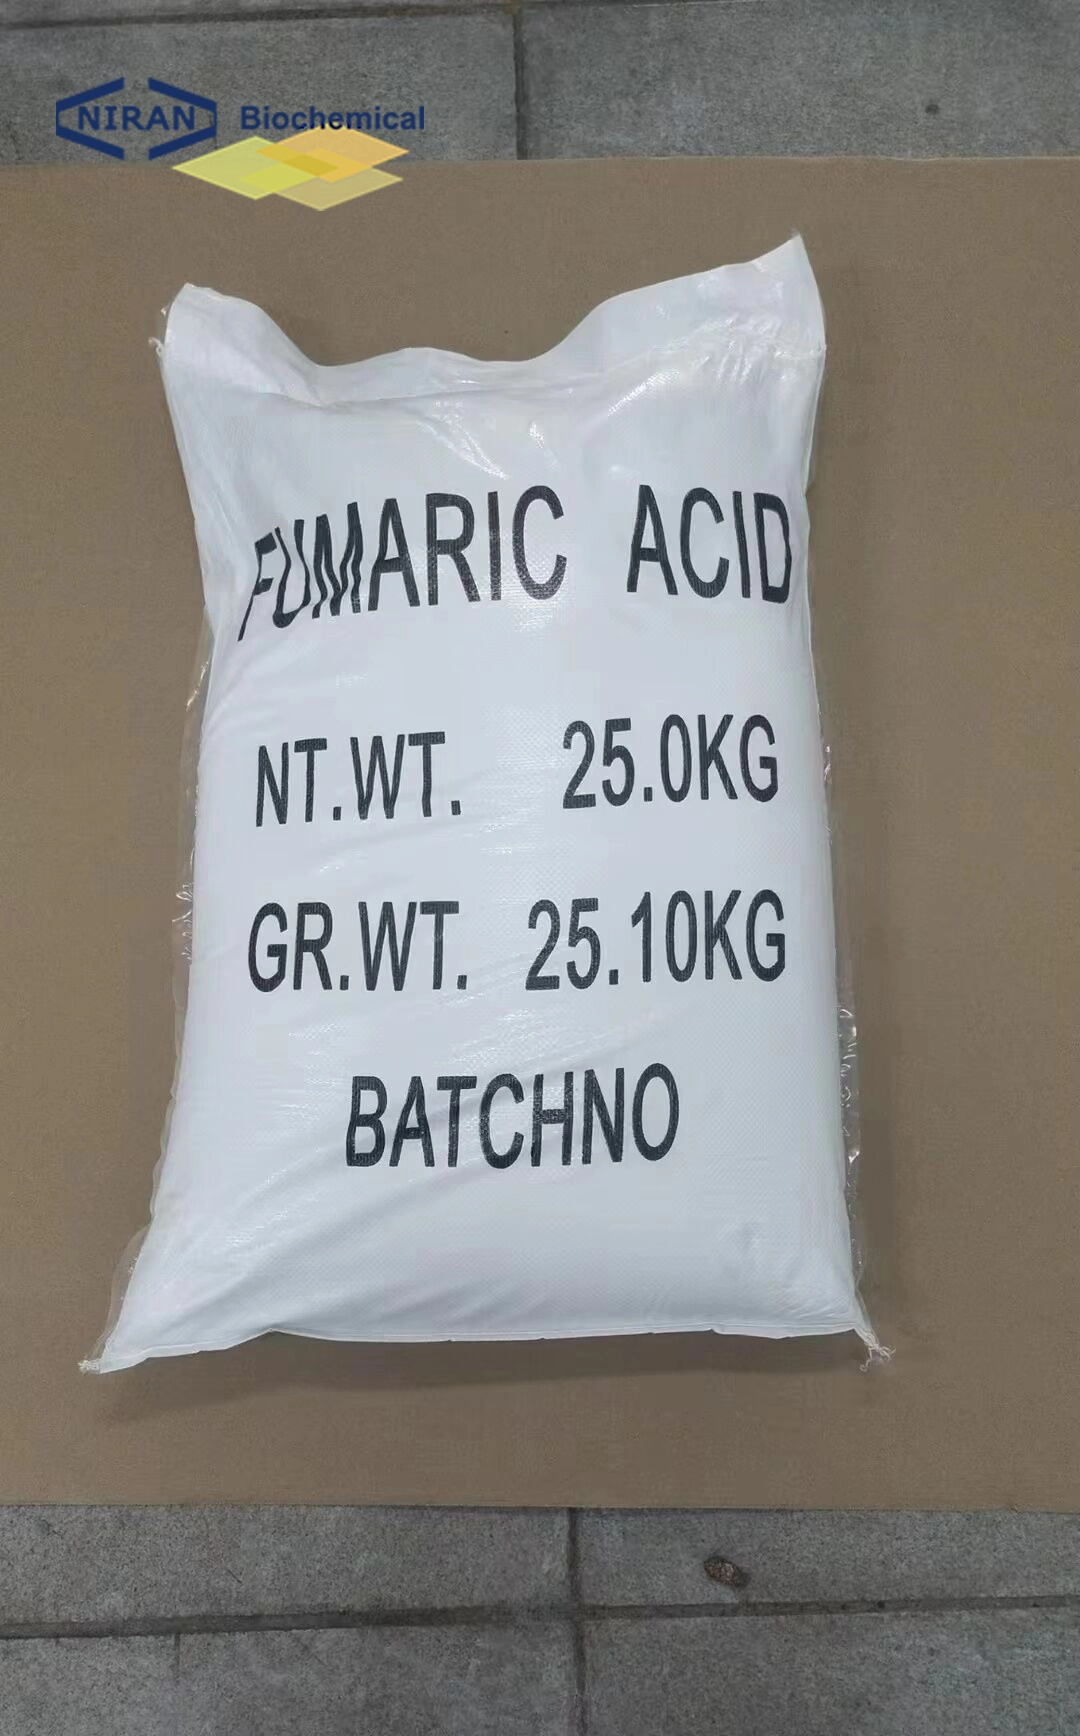 NIRAN Biochemical
FUMARIC ACID
NT.WT. 25.0KG
GR.WT. 25.10KG
BATCHNO